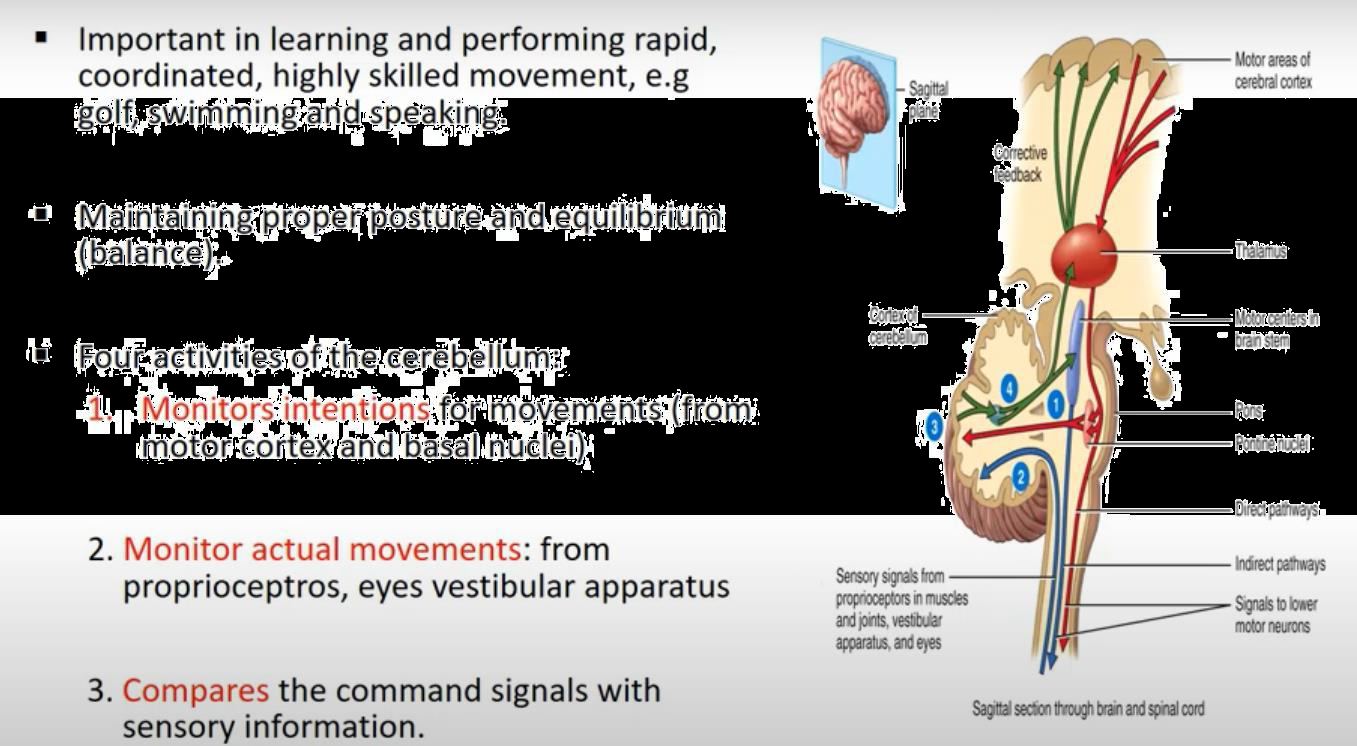 ▪ Important in learning and performing rapid,
coordinated, highly skilled movement, e.g
golf, swimming and speaking.
▪ Maintaining proper posture and equilibrium
(balance).
▪ Four activities of the cerebellum:
1. Monitors intentions for movements (from
motor cortex and basal nuclei)
2. Monitor actual movements: from
proprioceptros, eyes vestibular apparatus
3. Compares the command signals with
sensory information.
Sagittal
plane
Motor areas of
cerebral cortex
Corrective
feedback
Thalamus
Cortex of
cerebellum
Motor centers in
brain stem
4
1
3
Pons
Pontine nuclei
2
Direct pathways
Indirect pathways
Sensory signals from
proprioceptors in muscles
and joints, vestibular
apparatus, and eyes
Signals to lower
motor neurons
Sagittal section through brain and spinal cord